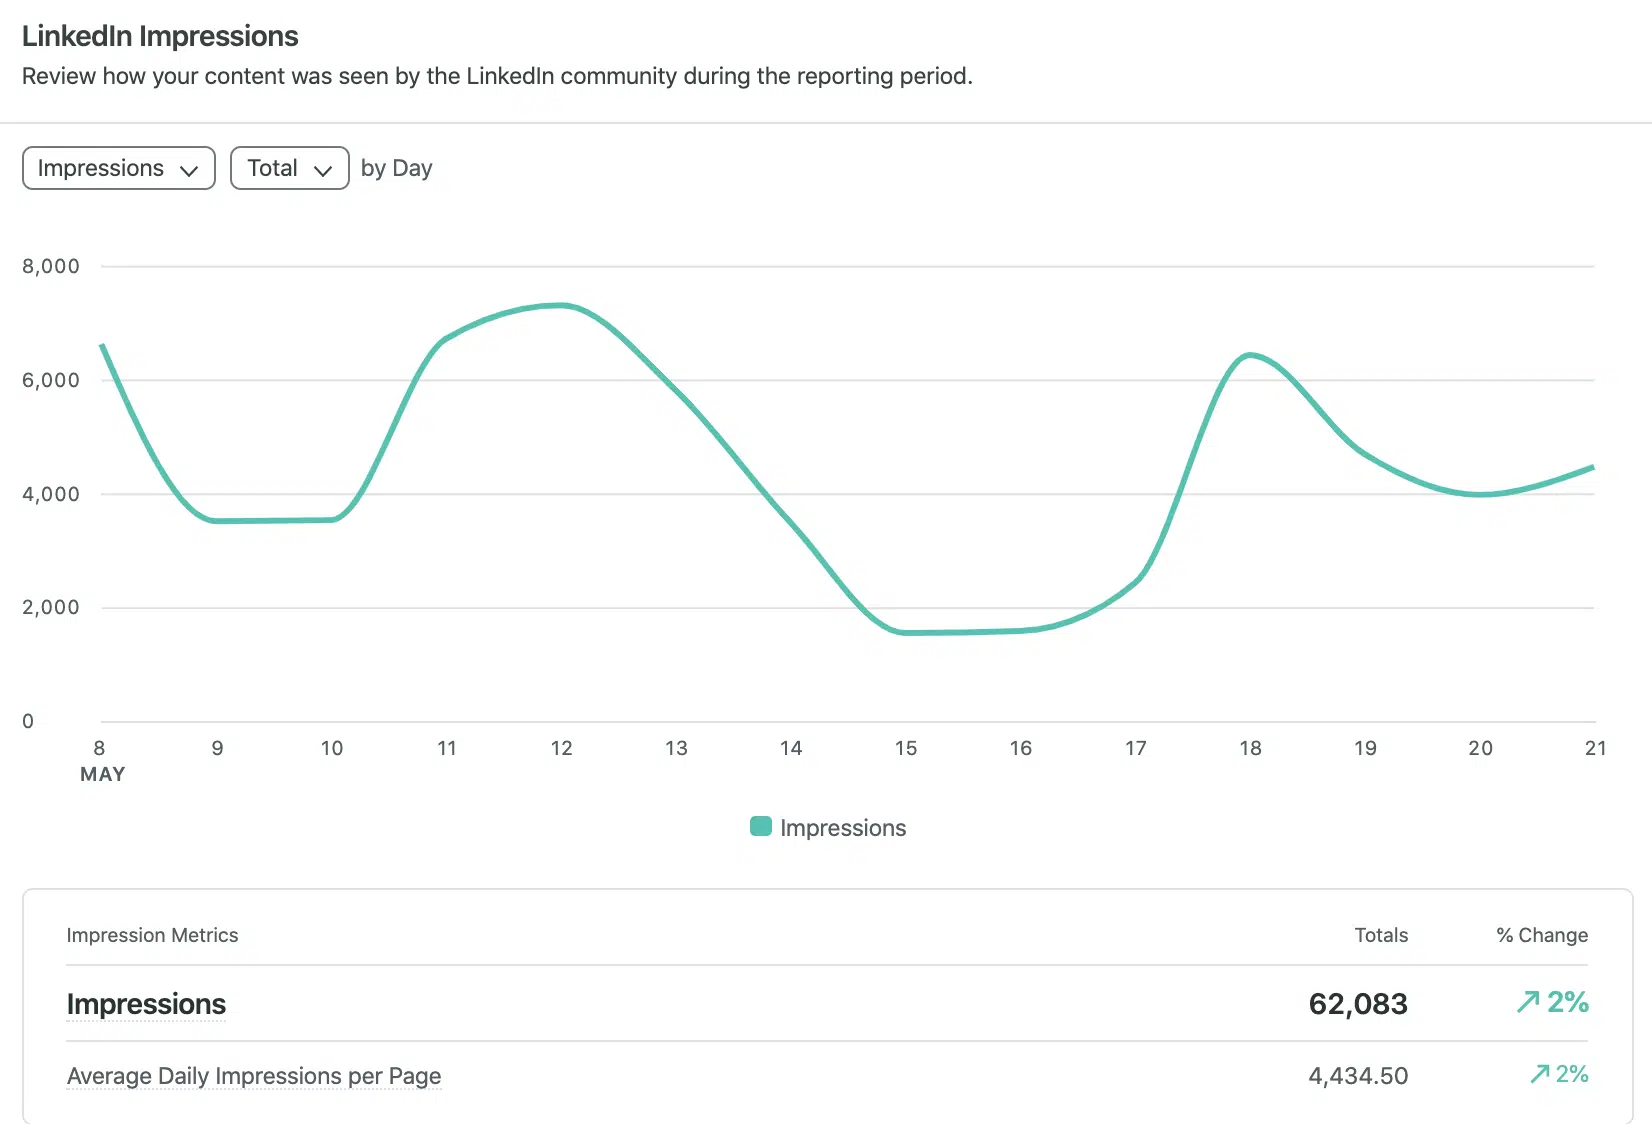 LinkedIn Impressions
Review how your content was seen by the LinkedIn community during the reporting period.
Impressions Total by Day
8,000
6,000
4,000
2,000
0
8 9 10 11 12 13 14 15 16 17 18 19 20 21
MAY
Impressions
Impression Metrics Totals % Change
Impressions 62,083 2%
Average Daily Impressions per Page 4,434.50 2%